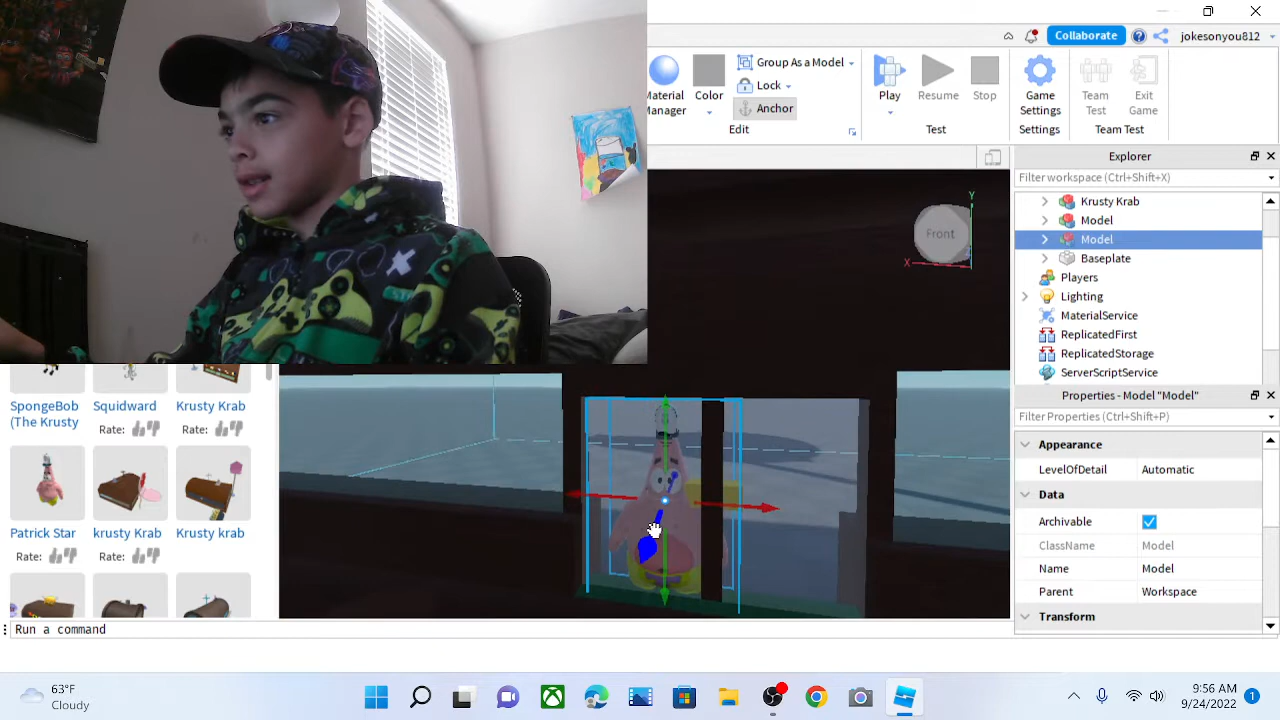 Collaborate
jokesonyou812
Material
Manager
Color
Group As a Model
Lock
Anchor
Edit
Play
Resume
Stop
Test
Game
Settings
Settings
Team
Test
Exit
Game
Team Test
Explorer
Filter workspace (Ctrl+Shift+X)
Krusty Krab
Model
Model
Baseplate
Players
Lighting
MaterialService
ReplicatedFirst
ReplicatedStorage
ServerScriptService
Front
Y
X
Properties - Model "Model"
Filter Properties (Ctrl+Shift+P)
Appearance
LevelOfDetail Automatic
Data
Archivable
ClassName Model
Name Model
Parent Workspace
Transform
SpongeBob
(The Krusty
Squidward
Rate:
Krusty Krab
Rate:
Patrick Star
Rate:
krusty Krab
Rate:
Krusty krab
Run a command
63°F
Cloudy
9:56 AM
9/24/2022
1